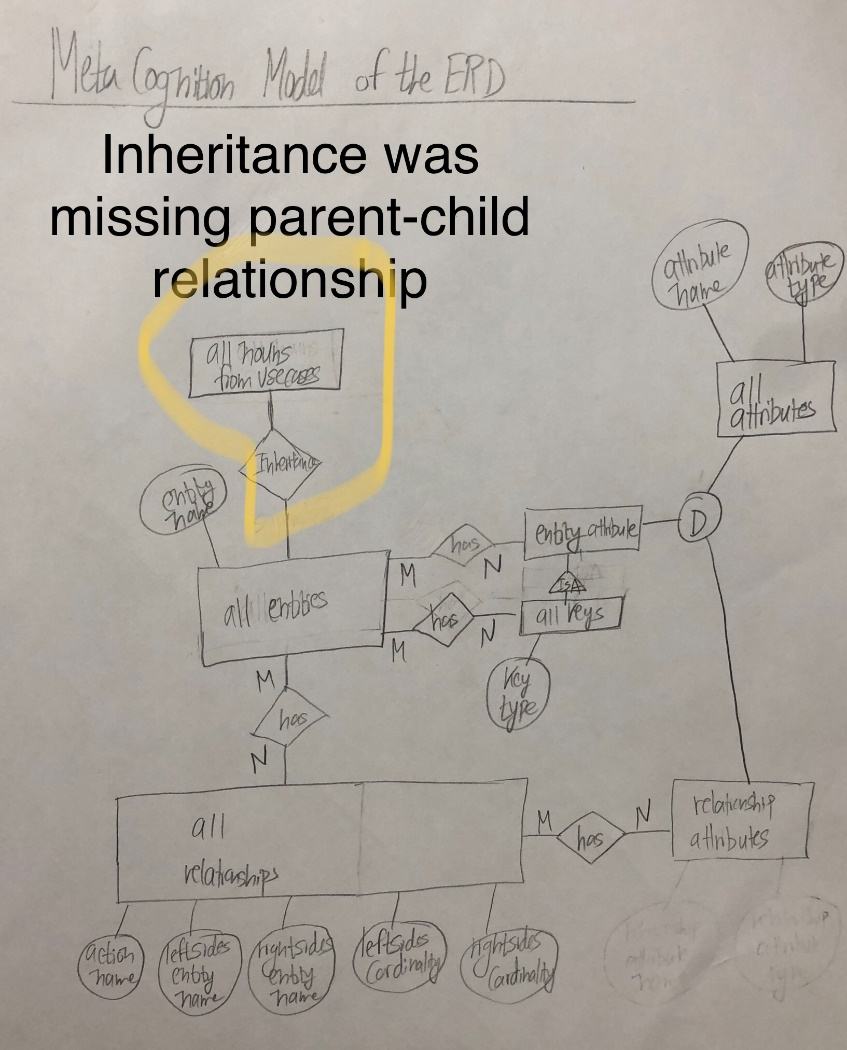 Meta Cognition Model of the ERD
Inheritance was
missing parent-child
relationship
attribute
name
attribute
type
all nouns
from usecases
all
attributes
Inheritance
entity
name
has
entity attribute
D
M
N
all entities
IsA
has
all keys
M
N
Key
type
M
has
N
all
relationships
M
has
N
relationship
attributes
action
name
leftsides
entity
name
rightsides
entity
name
leftsides
Cardinality
rightsides
Cardinality